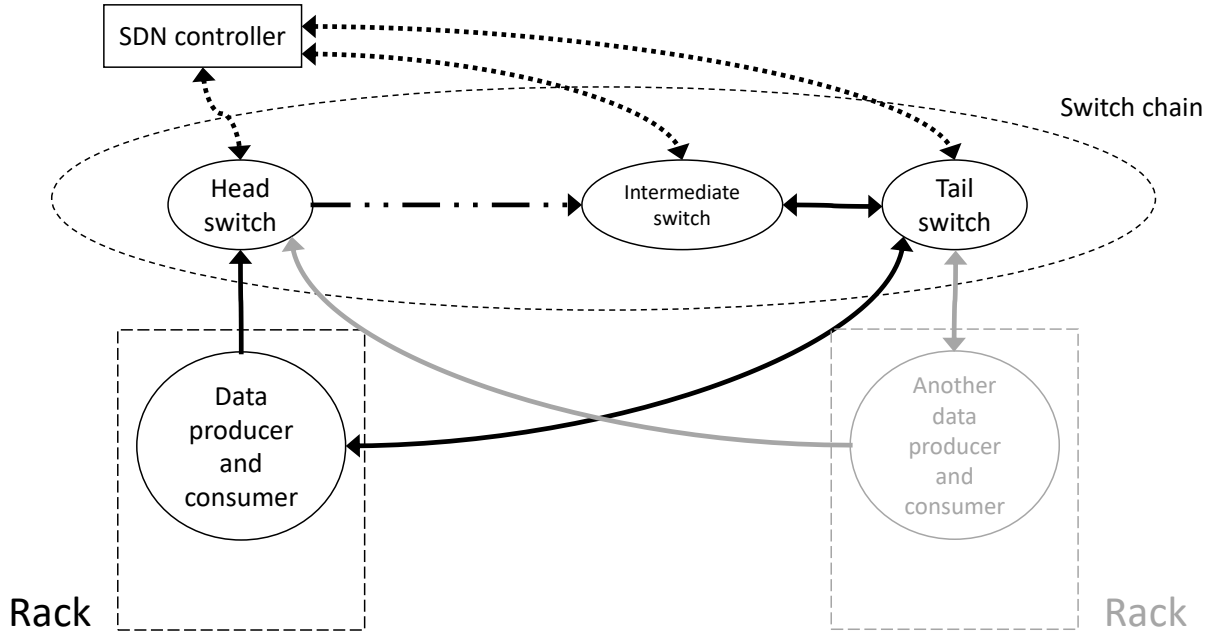 SDN controller
Switch chain
Head
switch
Intermediate
switch
Tail
switch
Data
producer
and
consumer
Another
data
producer
and
consumer
Rack
Rack